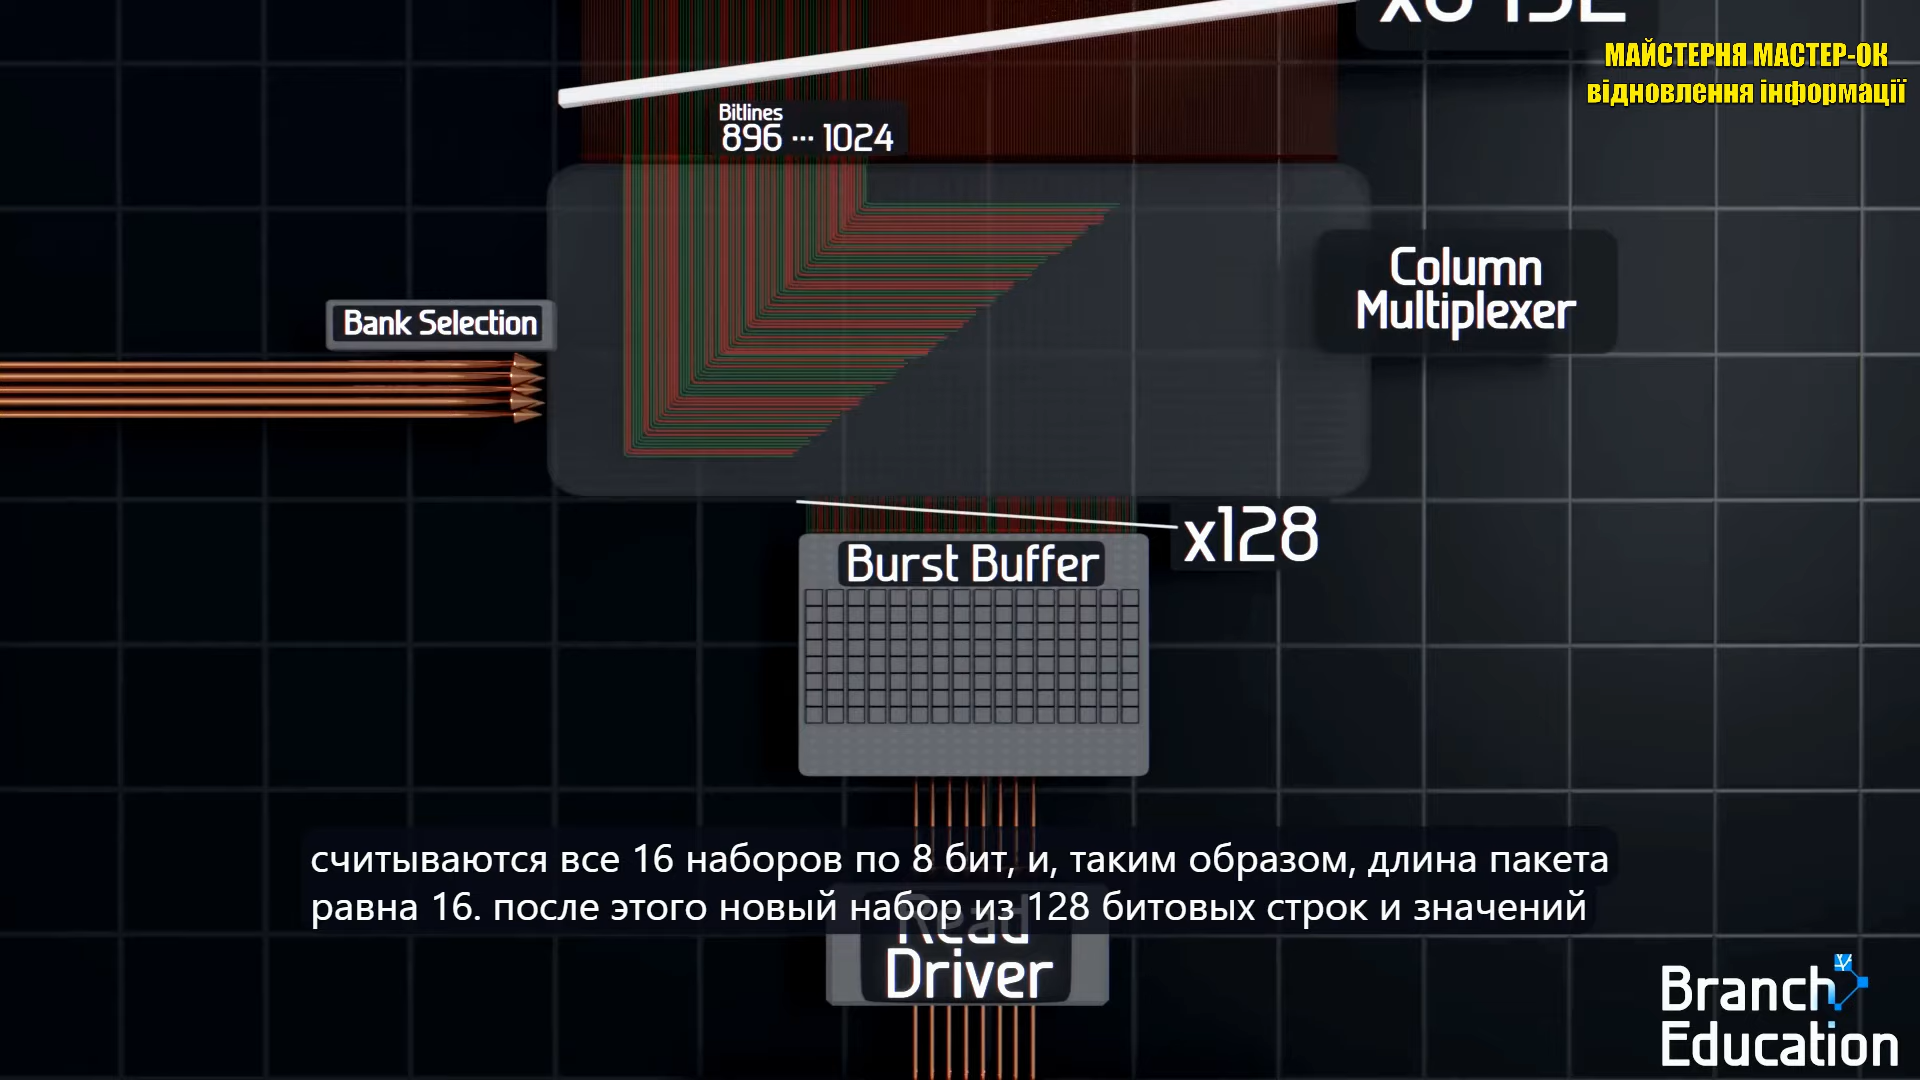 МАЙСТЕРНЯ МАСТЕР-ОК
відновлення інформації
Bitlines
896 ··· 1024
Column
Multiplexer
Bank Selection
x128
Burst Buffer
считываются все 16 наборов по 8 бит, и, таким образом, длина пакета
равна 16. после этого новый набор из 128 битовых строк и значений
Read
Driver
Branch
Education